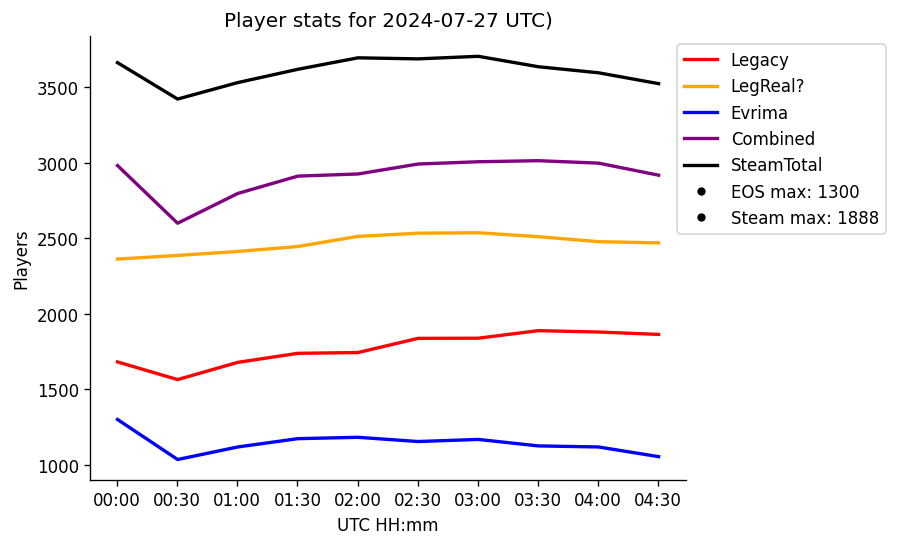 Player stats for 2024-07-27 UTC)
Players
3500
3000
2500
2000
1500
1000
00:00 00:30 01:00 01:30 02:00 02:30 03:00 03:30 04:00 04:30
UTC HH:mm
Legacy
LegReal?
Evrima
Combined
SteamTotal
EOS max: 1300
Steam max: 1888